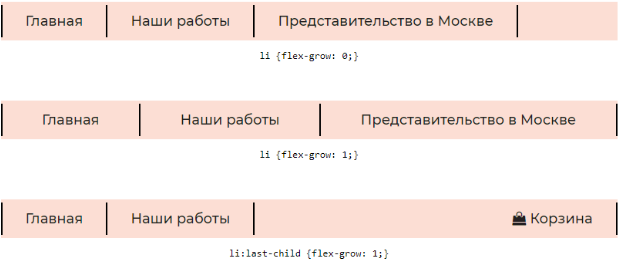 Главная Наши работы Представительство в Москве
li {flex-grow: 0;}
Главная Наши работы Представительство в Москве
li {flex-grow: 1;}
Главная Наши работы Корзина
li:last-child {flex-grow: 1;}